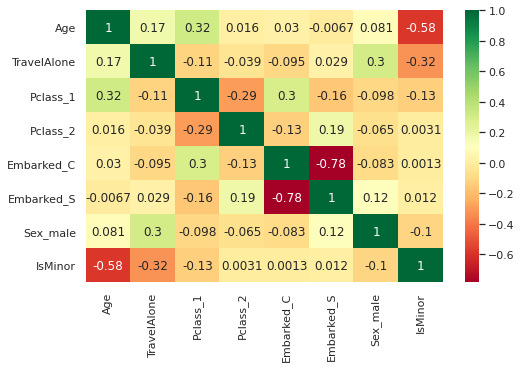 Age 1 0.17 0.32 0.016 0.03 -0.0067 0.081 -0.58
TravelAlone 0.17 1 -0.11 -0.039 -0.095 0.029 0.3 -0.32
Pclass_1 0.32 -0.11 1 -0.29 0.3 -0.16 -0.098 -0.13
Pclass_2 0.016 -0.039 -0.29 1 -0.13 0.19 -0.065 0.0031
Embarked_C 0.03 -0.095 0.3 -0.13 1 -0.78 -0.083 0.0013
Embarked_S -0.0067 0.029 -0.16 0.19 -0.78 1 0.12 0.012
Sex_male 0.081 0.3 -0.098 -0.065 -0.083 0.12 1 -0.1
IsMinor -0.58 -0.32 -0.13 0.0031 0.0013 0.012 -0.1 1
Age
TravelAlone
Pclass_1
Pclass_2
Embarked_C
Embarked_S
Sex_male
IsMinor
1.0
0.8
0.6
0.4
0.2
0.0
−0.2
−0.4
−0.6